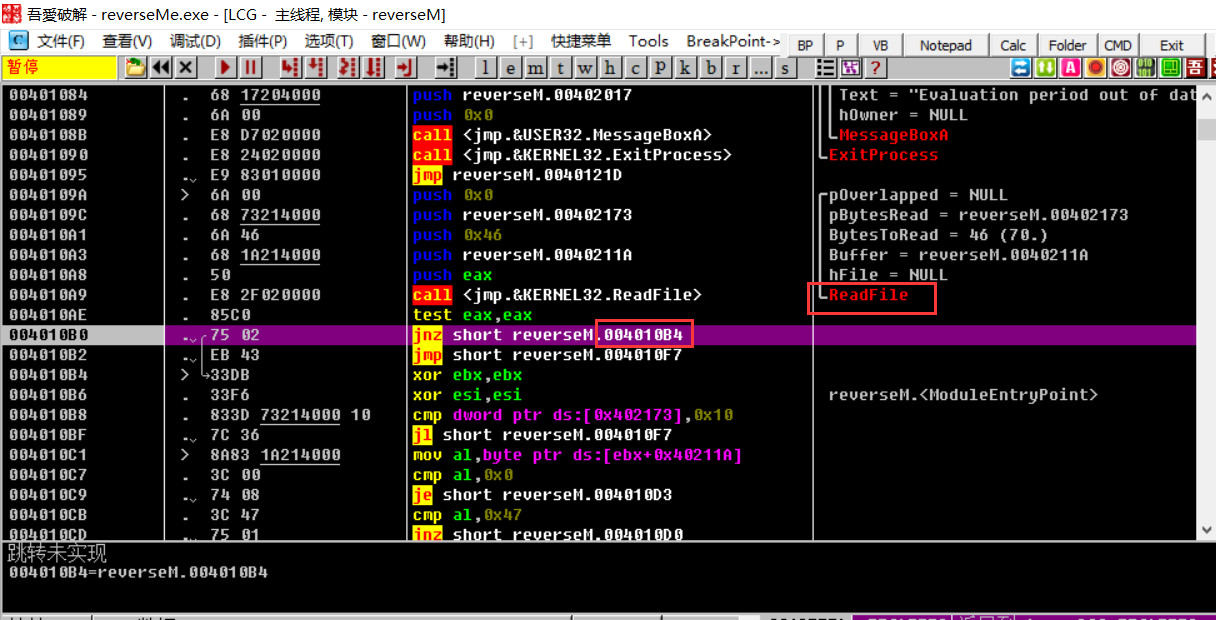 吾愛破解 - reverseMe.exe - [LCG - 主线程, 模块 - reverseM]
C 文件(F) 查看(V) 调试(D) 插件(P) 选项(T) 窗口(W) 帮助(H) [+] 快捷菜单 Tools BreakPoint-> BP P VB Notepad Calc Folder CMD Exit
暂停 l e m t w h c p k b r ... s ? A 吾
00401084 . 68 17204000 push reverseM.00402017 Text = "Evaluation period out of dat
00401089 . 6A 00 push 0x0 hOwner = NULL
0040108B . E8 D7020000 call <jmp.&USER32.MessageBoxA> MessageBoxA
00401090 . E8 24020000 call <jmp.&KERNEL32.ExitProcess> ExitProcess
00401095 . E9 83010000 jmp reverseM.0040121D
0040109A > 6A 00 push 0x0 pOverlapped = NULL
0040109C . 68 73214000 push reverseM.00402173 pBytesRead = reverseM.00402173
004010A1 . 6A 46 push 0x46 BytesToRead = 46 (70.)
004010A3 . 68 1A214000 push reverseM.0040211A Buffer = reverseM.0040211A
004010A8 . 50 push eax hFile = NULL
004010A9 . E8 2F020000 call <jmp.&KERNEL32.ReadFile> ReadFile
004010AE . 85C0 test eax,eax
004010B0 . 75 02 jnz short reverseM.004010B4
004010B2 . EB 43 jmp short reverseM.004010F7
004010B4 > 33DB xor ebx,ebx
004010B6 . 33F6 xor esi,esi reverseM.<ModuleEntryPoint>
004010B8 . 833D 73214000 10 cmp dword ptr ds:[0x402173],0x10
004010BF . 7C 36 jl short reverseM.004010F7
004010C1 > 8A83 1A214000 mov al,byte ptr ds:[ebx+0x40211A]
004010C7 . 3C 00 cmp al,0x0
004010C9 . 74 08 je short reverseM.004010D3
004010CB . 3C 47 cmp al,0x47
004010CD . 75 01 jnz short reverseM.004010D0
跳转未实现
004010B4=reverseM.004010B4